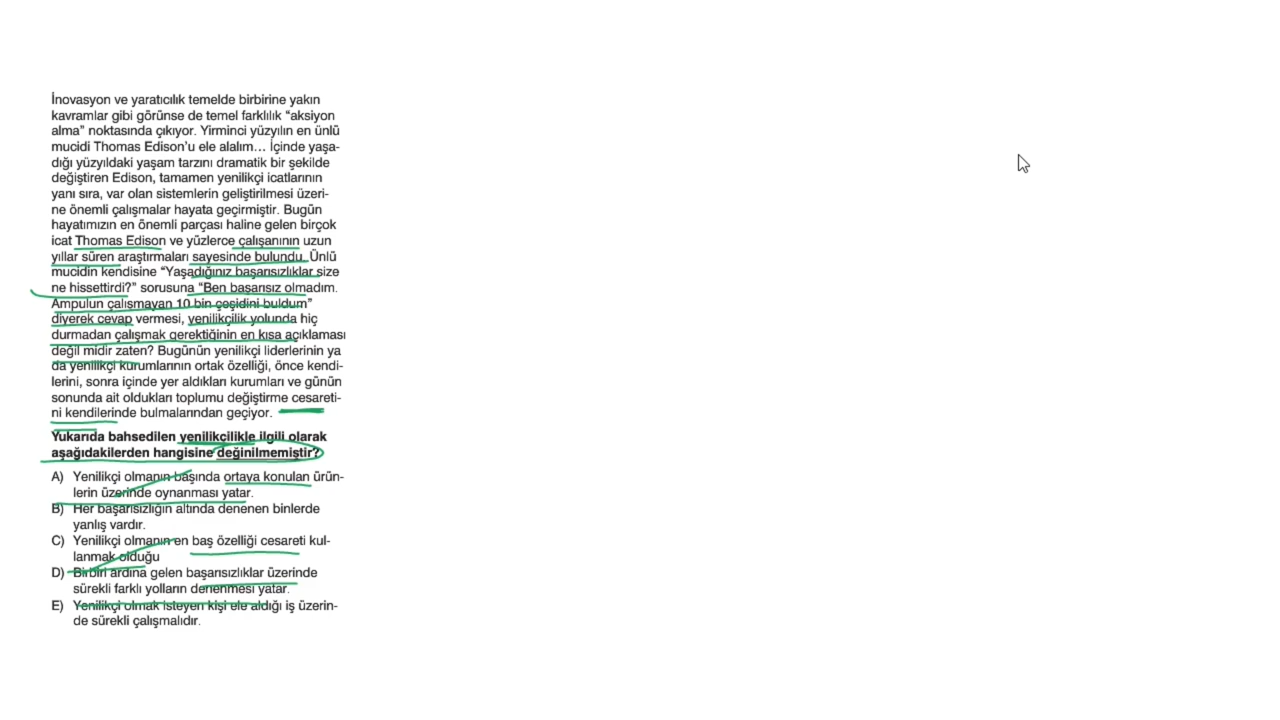 İnovasyon ve yaratıcılık temelde birbirine yakın
kavramlar gibi görünse de temel farklılık “aksiyon
alma” noktasında çıkıyor. Yirminci yüzyılın en ünlü
mucidi Thomas Edison’u ele alalım... İçinde yaşa-
dığı yüzyıldaki yaşam tarzını dramatik bir şekilde
değiştiren Edison, tamamen yenilikçi icatlarının
yanı sıra, var olan sistemlerin geliştirilmesi üzeri-
ne önemli çalışmalar hayata geçirmiştir. Bugün
hayatımızın en önemli parçası haline gelen birçok
icat Thomas Edison ve yüzlerce çalışanının uzun
yıllar süren araştırmaları sayesinde bulundu. Ünlü
mucidin kendisine “Yaşadığınız başarısızlıklar size
ne hissettirdi?” sorusuna “Ben başarısız olmadım.
Ampulun çalışmayan 10 bin çeşidini buldum”
diyerek cevap vermesi, yenilikçilik yolunda hiç
durmadan çalışmak gerektiğinin en kısa açıklaması
değil midir zaten? Bugünün yenilikçi liderlerinin ya
da yenilikçi kurumlarının ortak özelliği, önce kendi-
lerini, sonra içinde yer aldıkları kurumları ve günün
sonunda ait oldukları toplumu değiştirme cesareti-
ni kendilerinde bulmalarından geçiyor.
Yukarıda bahsedilen yenilikçilikle ilgili olarak
aşağıdakilerden hangisine değinilmemiştir?
A) Yenilikçi olmanın başında ortaya konulan ürün-
lerin üzerinde oynanması yatar.
B) Her başarısızlığın altında denenen binlerde
yanlış vardır.
C) Yenilikçi olmanın en baş özelliği cesareti kul-
lanmak olduğu
D) Birbiri ardına gelen başarısızlıklar üzerinde
sürekli farklı yolların denenmesi yatar.
E) Yenilikçi olmak isteyen kişi ele aldığı iş üzerin-
de sürekli çalışmalıdır.